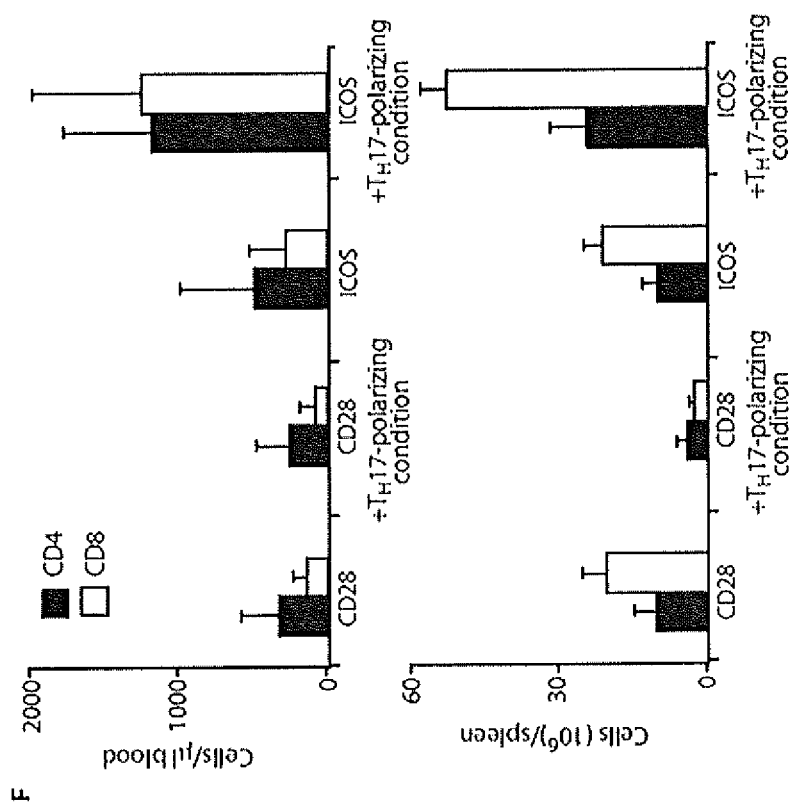 F
CD4
CD8
2000
1000
0
Cells/µl blood
CD28
CD28
ICOS
ICOS
÷TH17-polarizing
condition
+TH17-polarizing
condition
60
30
0
Cells (10⁶)/spleen
CD28
CD28
ICOS
ICOS
÷TH17-polarizing
condition
÷TH17-polarizing
condition